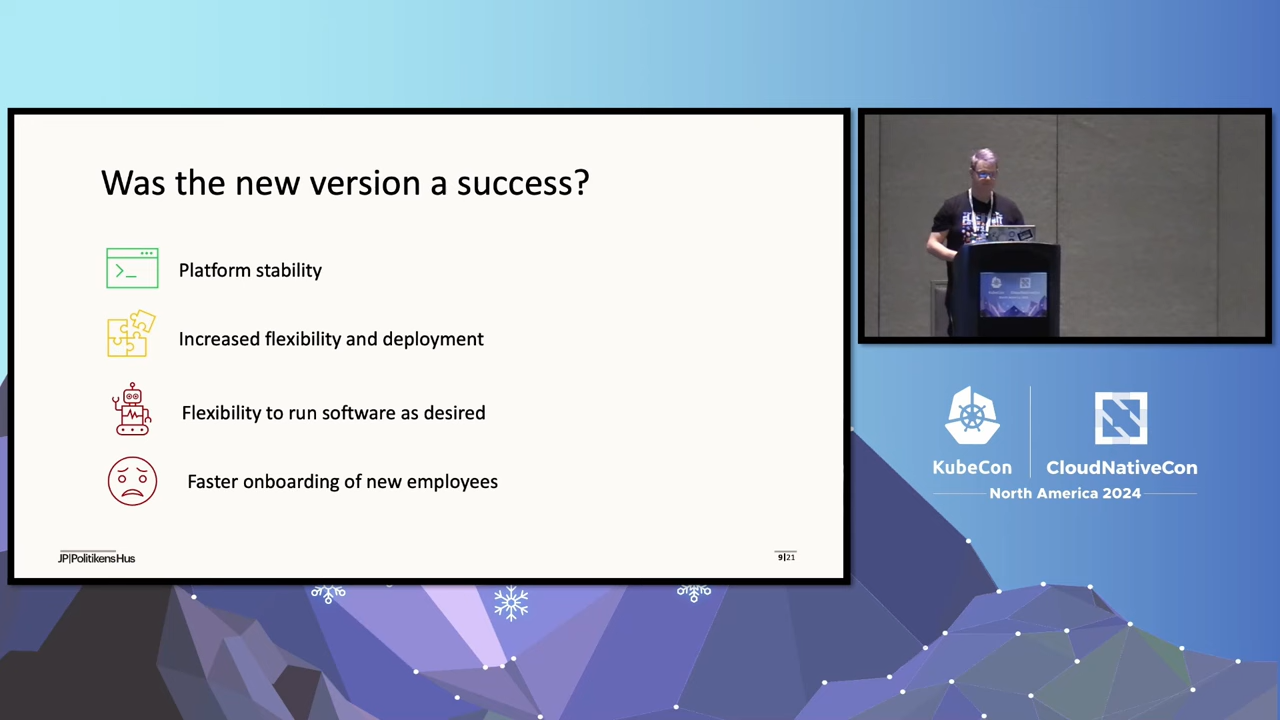 Was the new version a success?
Platform stability
Increased flexibility and deployment
Flexibility to run software as desired
Faster onboarding of new employees
JP|PolitikensHus
9|21
KubeCon
CloudNativeCon
North America 2024